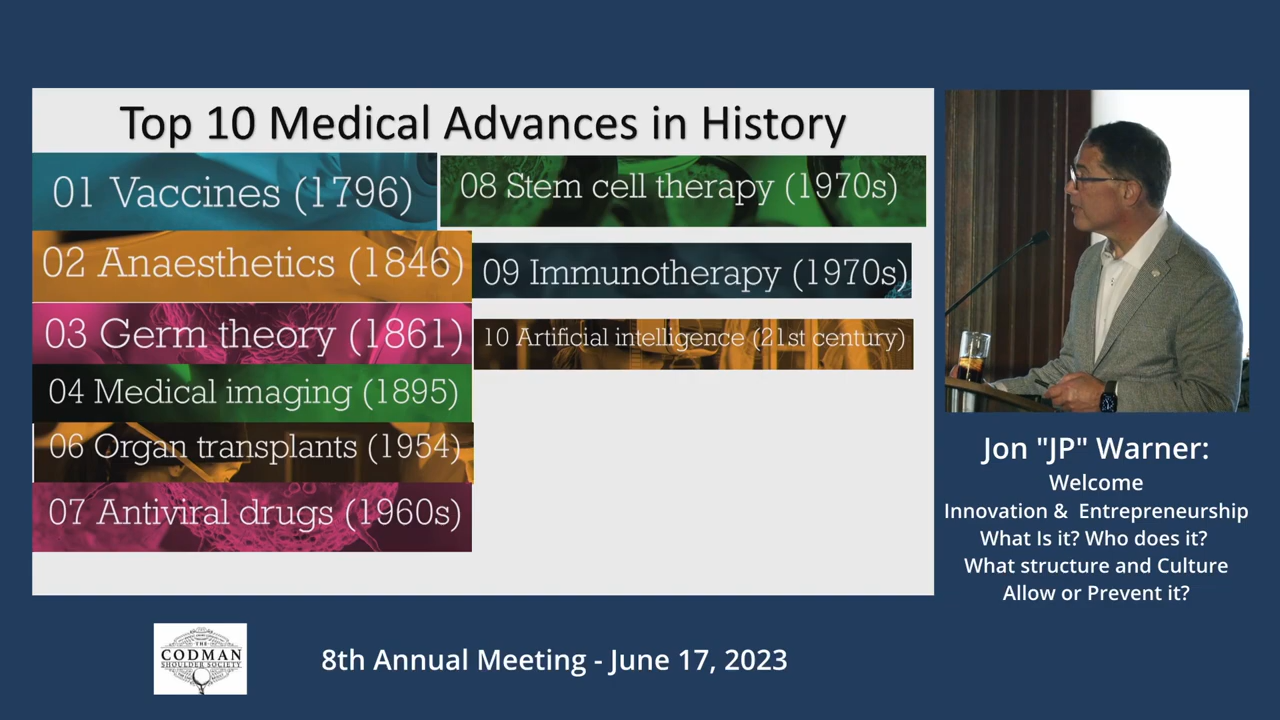 Top 10 Medical Advances in History
01 Vaccines (1796)
02 Anaesthetics (1846)
03 Germ theory (1861)
04 Medical imaging (1895)
06 Organ transplants (1954)
07 Antiviral drugs (1960s)
08 Stem cell therapy (1970s)
09 Immunotherapy (1970s)
10 Artificial intelligence (21st century)
Jon "JP" Warner:
Welcome
Innovation & Entrepreneurship
What Is it? Who does it?
What structure and Culture
Allow or Prevent it?
THE
CODMAN
SHOULDER SOCIETY
8th Annual Meeting - June 17, 2023